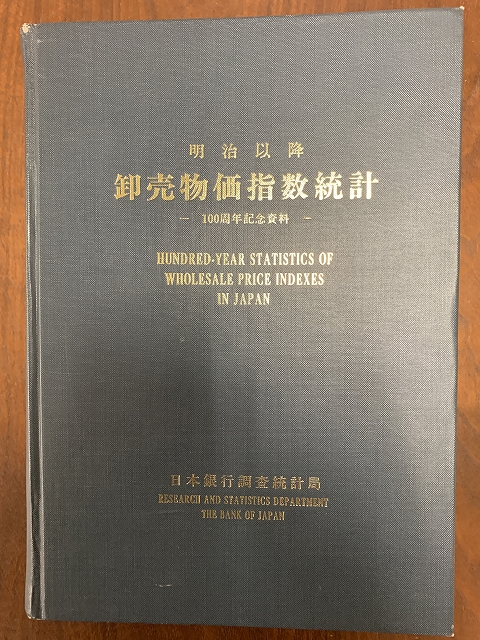 明治以降
卸売物価指数統計
― 100周年記念資料 ―
HUNDRED-YEAR STATISTICS OF
WHOLESALE PRICE INDEXES
IN JAPAN
日本銀行調査統計局
RESEARCH AND STATISTICS DEPARTMENT
THE BANK OF JAPAN